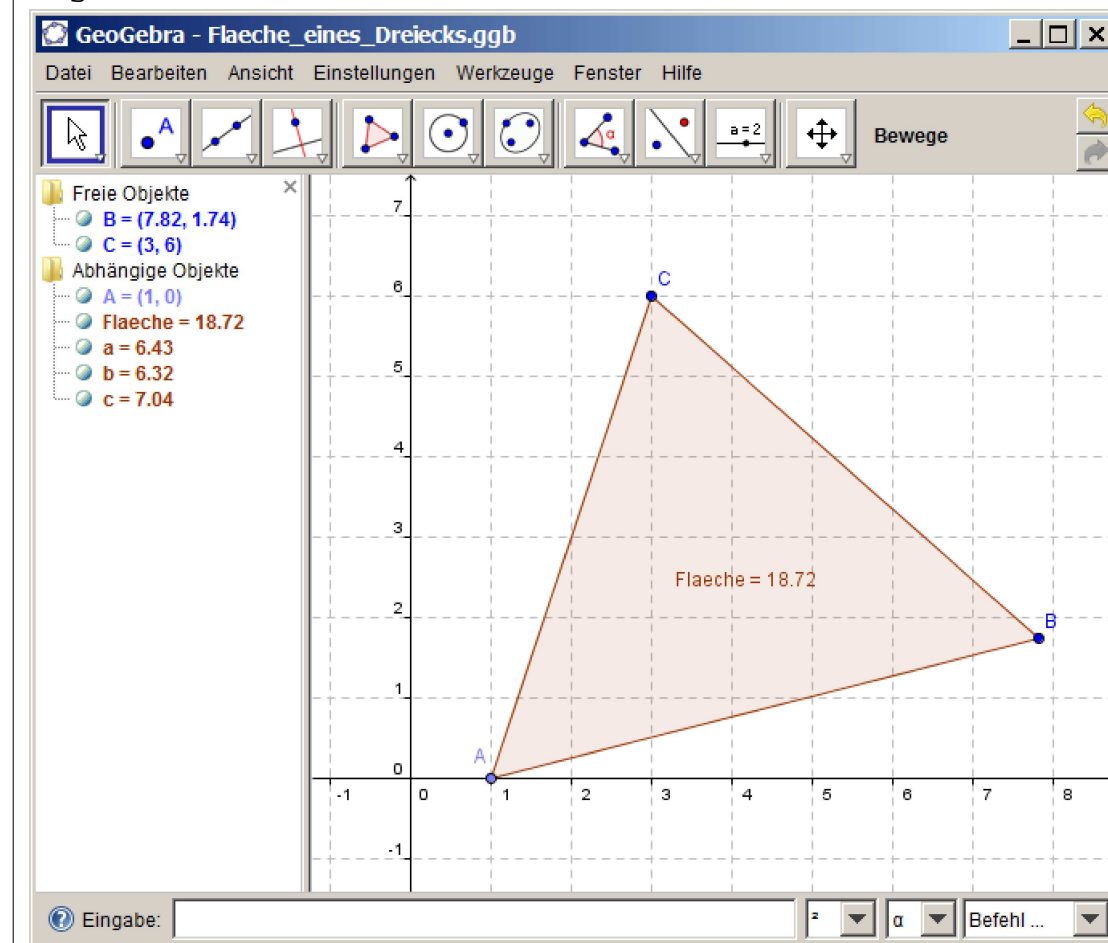 GeoGebra - Flaeche_eines_Dreiecks.ggb
Datei Bearbeiten Ansicht Einstellungen Werkzeuge Fenster Hilfe
A
α
a = 2
Bewege
Freie Objekte
B = (7.82, 1.74)
C = (3, 6)
Abhängige Objekte
A = (1, 0)
Flaeche = 18.72
a = 6.43
b = 6.32
c = 7.04
7
6
5
4
3
2
1
0
-1
C
B
A
Flaeche = 18.72
-1 0 1 2 3 4 5 6 7 8
Eingabe: ² α Befehl ...